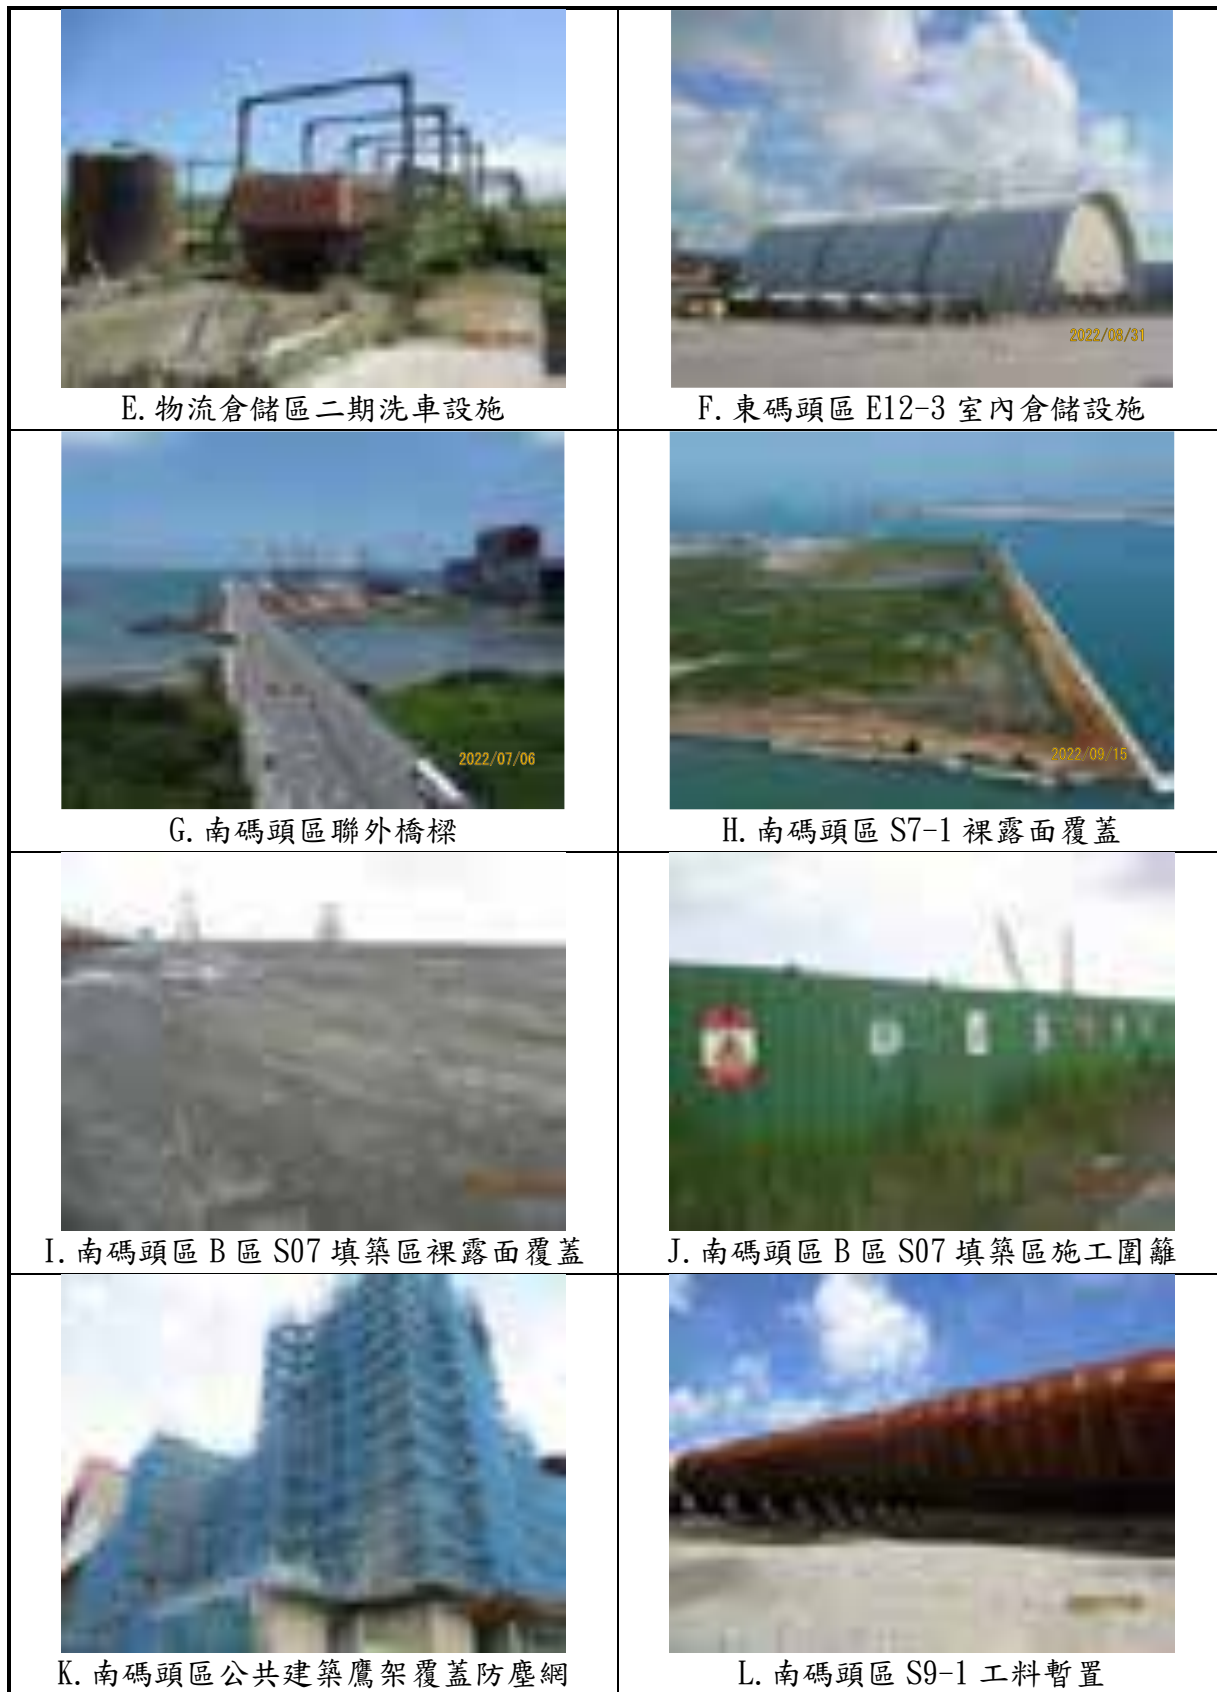 E.物流倉儲區二期洗車設施
2022/08/31
F.東碼頭區 E12-3 室內倉儲設施
2022/07/06
G.南碼頭區聯外橋樑
2022/09/15
H.南碼頭區 S7-1 裸露面覆蓋
I.南碼頭區 B 區 S07 填築區裸露面覆蓋
J.南碼頭區 B 區 S07 填築區施工圍籬
K.南碼頭區公共建築鷹架覆蓋防塵網
L.南碼頭區 S9-1 工料暫置